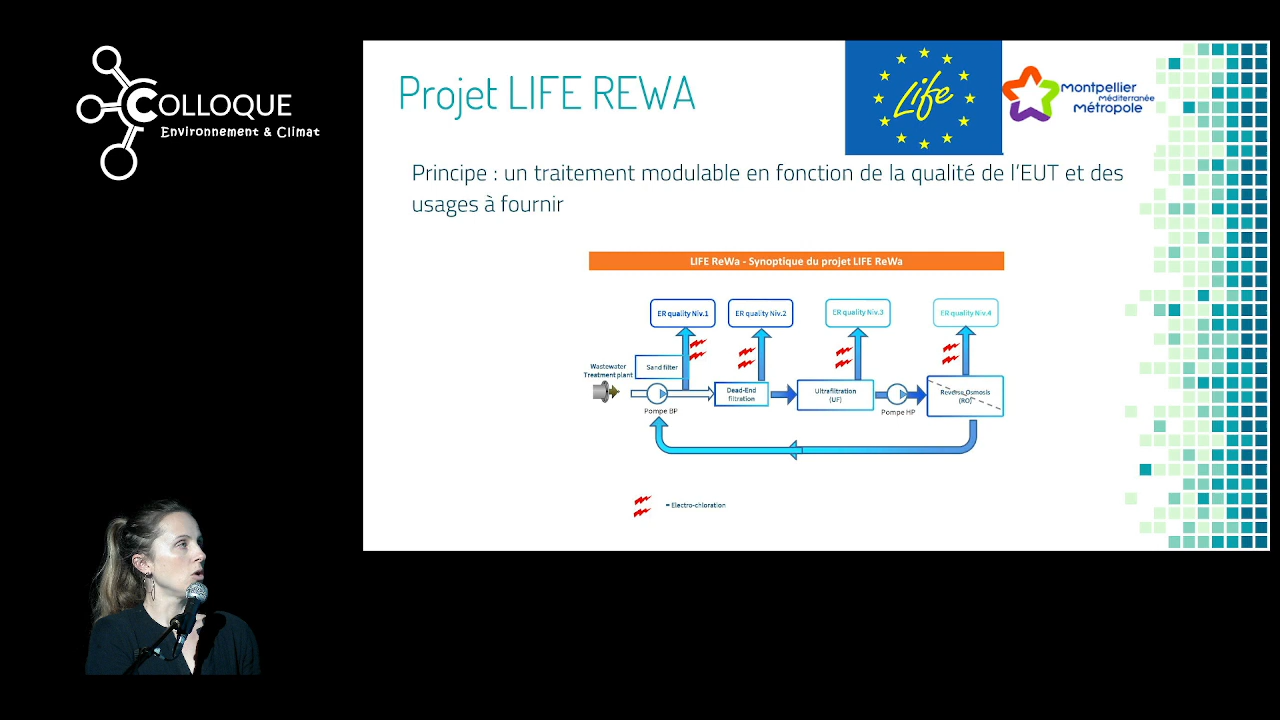 COLLOQUE
Environnement & Climat
Projet LIFE REWA
Life
Montpellier
Méditerranée
Métropole
Principe : un traitement modulable en fonction de la qualité de l'EUT et des
usages à fournir
LIFE ReWa - Synoptique du projet LIFE ReWa
ER quality Niv.1
ER quality Niv.2
ER quality Niv.3
ER quality Niv.4
Wastewater
Treatment plant
Sand filter
Dead-End
filtration
Ultrafiltration
(UF)
Reverse Osmosis
(RO)
Pompe BP
Pompe HP
= Electro-chloration